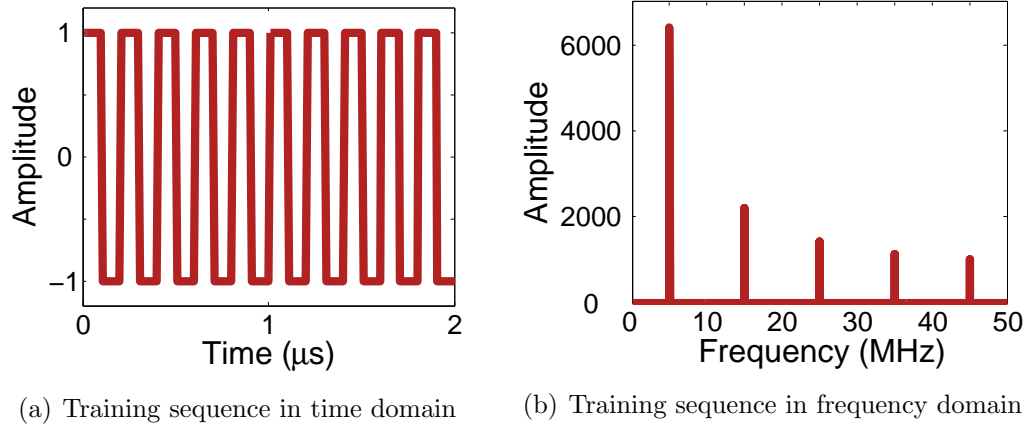 1
0
−1
Amplitude
0
1
2
Time (μs)
(a) Training sequence in time domain
6000
4000
2000
0
Amplitude
0
10
20
30
40
50
Frequency (MHz)
(b) Training sequence in frequency domain